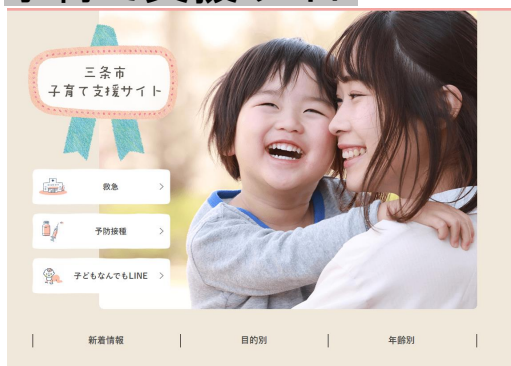 三条市
子育て支援サイト
救急
予防接種
子どもなんでもLINE
新着情報
目的別
年齢別